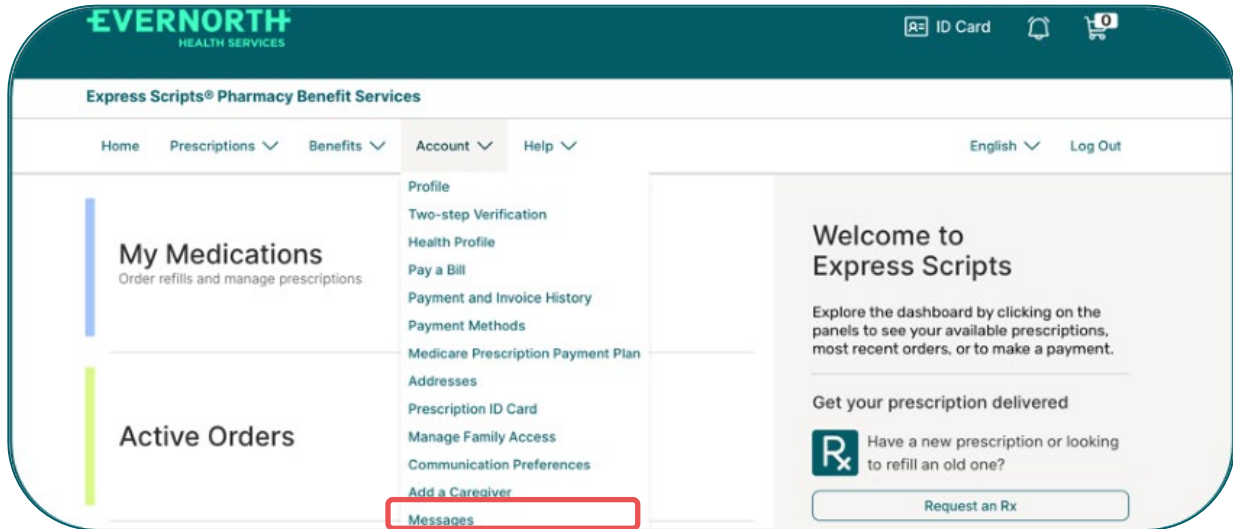 EVERNORTH
HEALTH SERVICES
ID Card
0
Express Scripts® Pharmacy Benefit Services
Home Prescriptions Benefits Account Help English Log Out
Profile
Two-step Verification
Health Profile
Pay a Bill
Payment and Invoice History
Payment Methods
Medicare Prescription Payment Plan
Addresses
Prescription ID Card
Manage Family Access
Communication Preferences
Add a Caregiver
Messages
My Medications
Order refills and manage prescriptions
Active Orders
Welcome to
Express Scripts
Explore the dashboard by clicking on the
panels to see your available prescriptions,
most recent orders, or to make a payment.
Get your prescription delivered
Rx
Have a new prescription or looking
to refill an old one?
Request an Rx